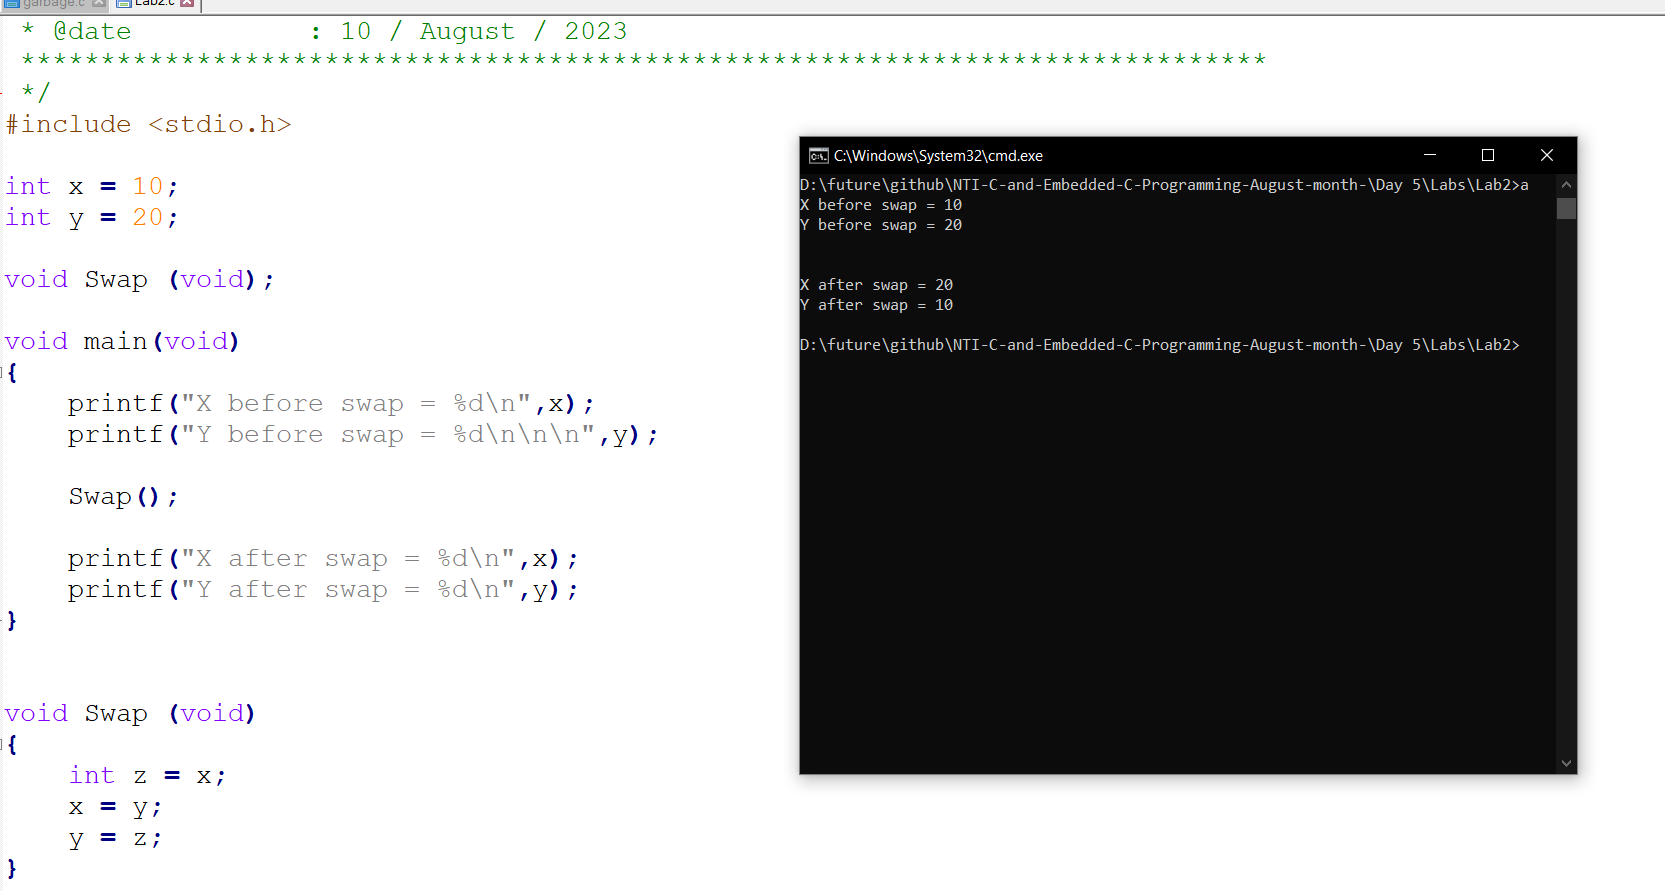 garbage.c Lab2.c
* @date : 10 / August / 2023
******************************************************************************
*/
#include <stdio.h>
int x = 10;
int y = 20;
void Swap (void);
void main(void)
{
printf("X before swap = %d\n",x);
printf("Y before swap = %d\n\n\n",y);
Swap();
printf("X after swap = %d\n",x);
printf("Y after swap = %d\n",y);
}
void Swap (void)
{
int z = x;
x = y;
y = z;
}
C:\Windows\System32\cmd.exe
D:\future\github\NTI-C-and-Embedded-C-Programming-August-month-\Day 5\Labs\Lab2>a
X before swap = 10
Y before swap = 20
X after swap = 20
Y after swap = 10
D:\future\github\NTI-C-and-Embedded-C-Programming-August-month-\Day 5\Labs\Lab2>